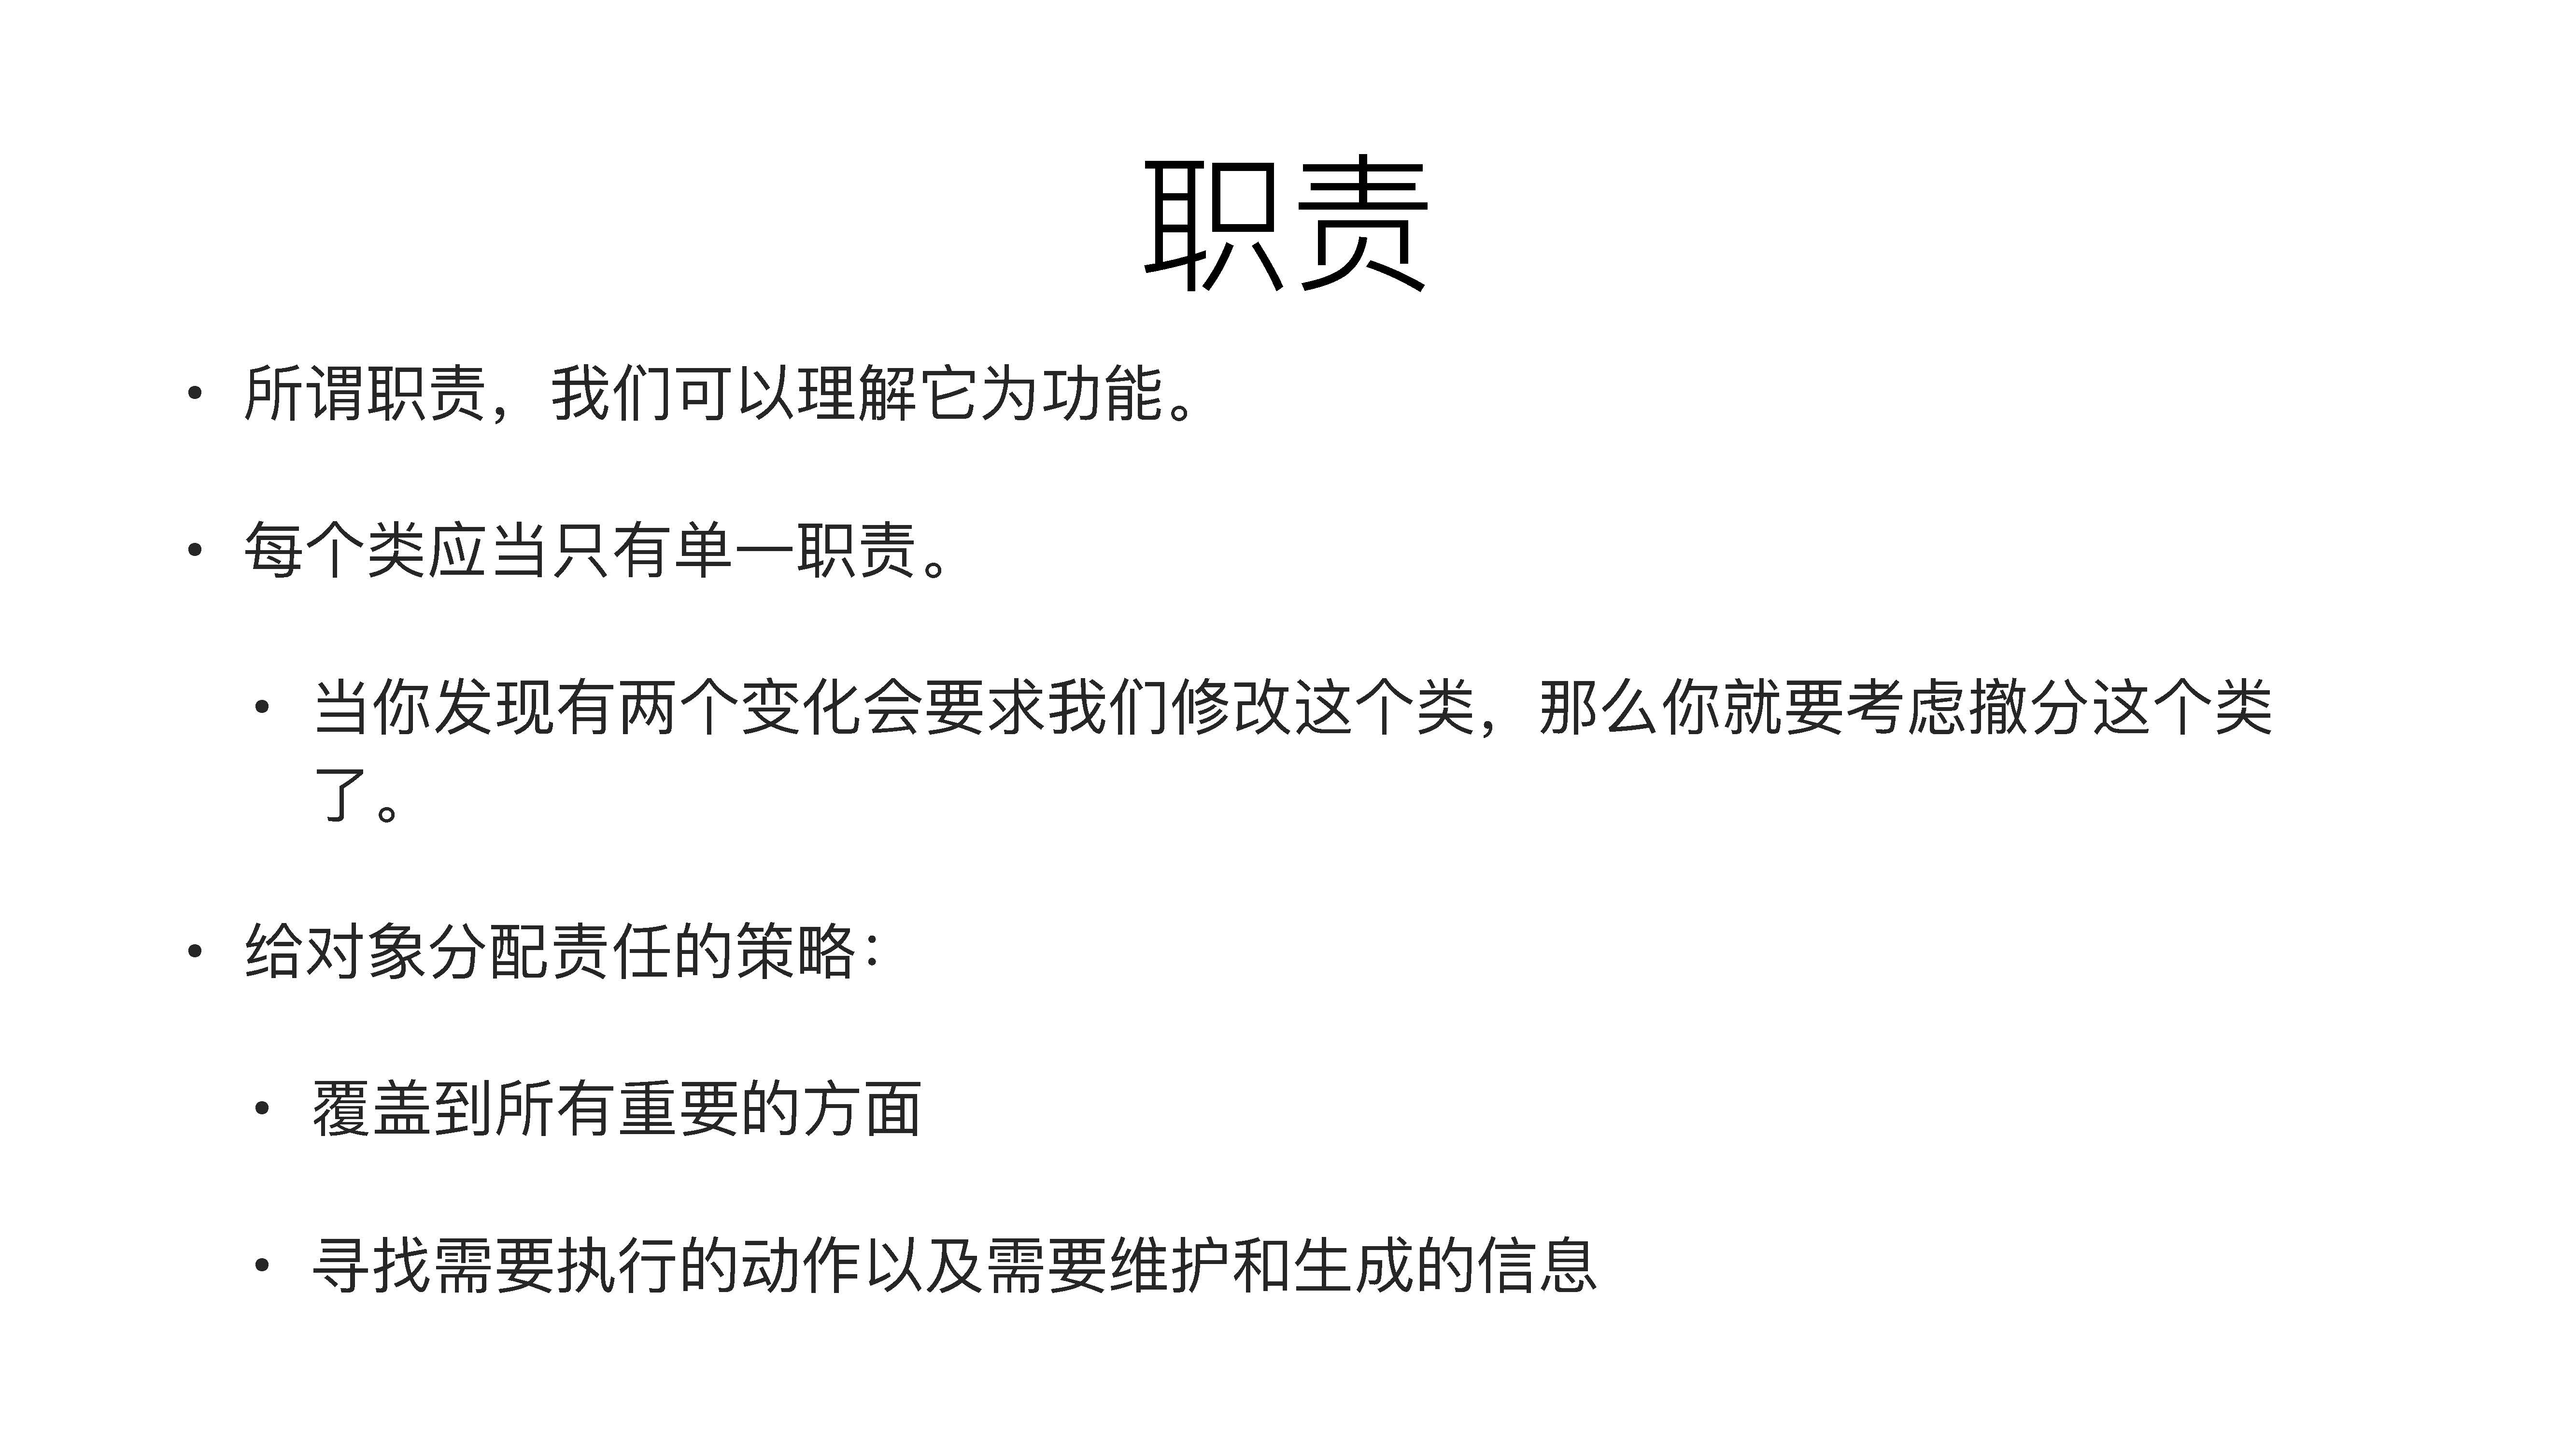 职责
• 所谓职责，我们可以理解它为功能。
• 每个类应当只有单一职责。
• 当你发现有两个变化会要求我们修改这个类，那么你就要考虑撤分这个类
了。
• 给对象分配责任的策略：
• 覆盖到所有重要的方面
• 寻找需要执行的动作以及需要维护和生成的信息